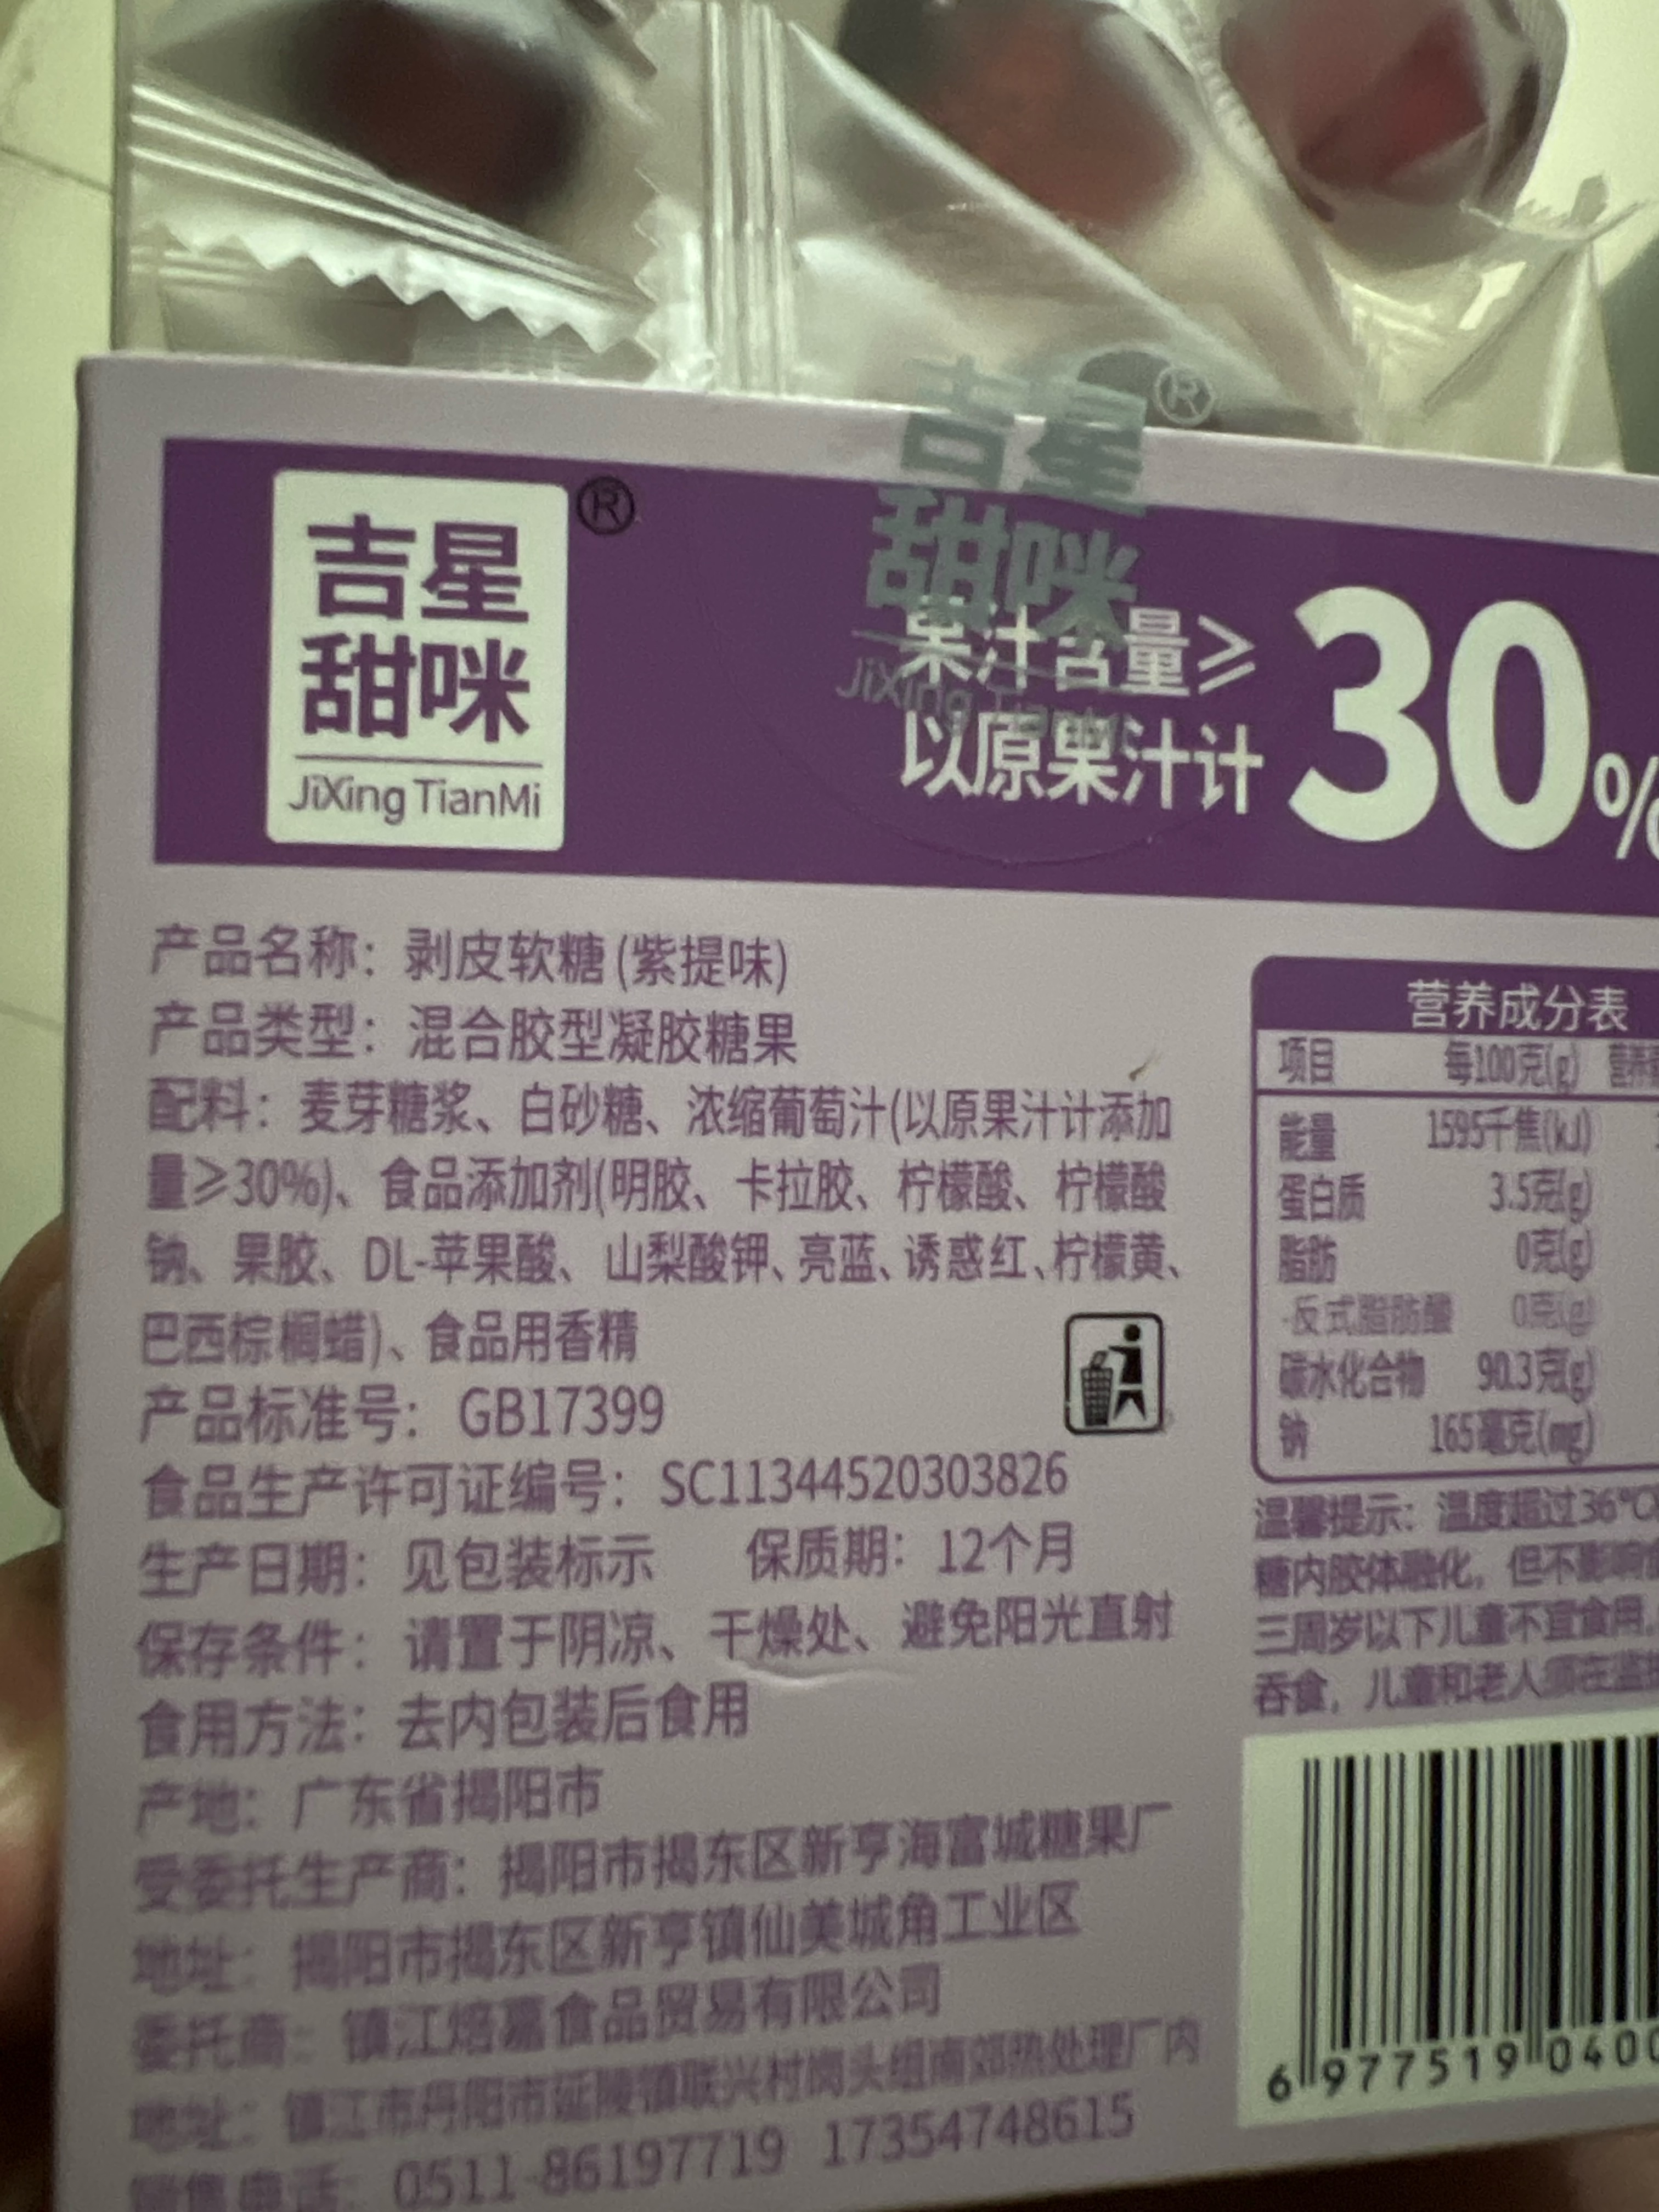 吉星
甜咪
JiXing TianMi
®
吉星
甜咪
®
JiXing TianMi
果汁含量≥
以原果汁计
30%
产品名称：剥皮软糖(紫提味)
产品类型：混合胶型凝胶糖果
配料：麦芽糖浆、白砂糖、浓缩葡萄汁(以原果汁计添加
量≥30%)、食品添加剂(明胶、卡拉胶、柠檬酸、柠檬酸
钠、果胶、DL-苹果酸、山梨酸钾、亮蓝、诱惑红、柠檬黄、
巴西棕榈蜡)、食品用香精
产品标准号：GB17399
食品生产许可证编号：SC11344520303826
生产日期：见包装标示 保质期：12个月
保存条件：请置于阴凉、干燥处、避免阳光直射
食用方法：去内包装后食用
产地：广东省揭阳市
受委托生产商：揭阳市揭东区新亨海富城糖果厂
地址：揭阳市揭东区新亨镇仙美城角工业区
委托商：镇江焙嘉食品贸易有限公司
地址：镇江市丹阳市延陵镇联兴村岗头组南郊热处理厂内
销售电话：0511-86197719 17354748615
营养成分表
项目 每100克(g) 营养
能量 1595千焦(kJ)
蛋白质 3.5克(g)
脂肪 0克(g)
-反式脂肪酸 0克(g)
碳水化合物 90.3克(g)
钠 165毫克(mg)
温馨提示：温度超过36°C
糖内胶体融化，但不影响
三周岁以下儿童不宜食用，
吞食，儿童和老人须在监
6 977519 040